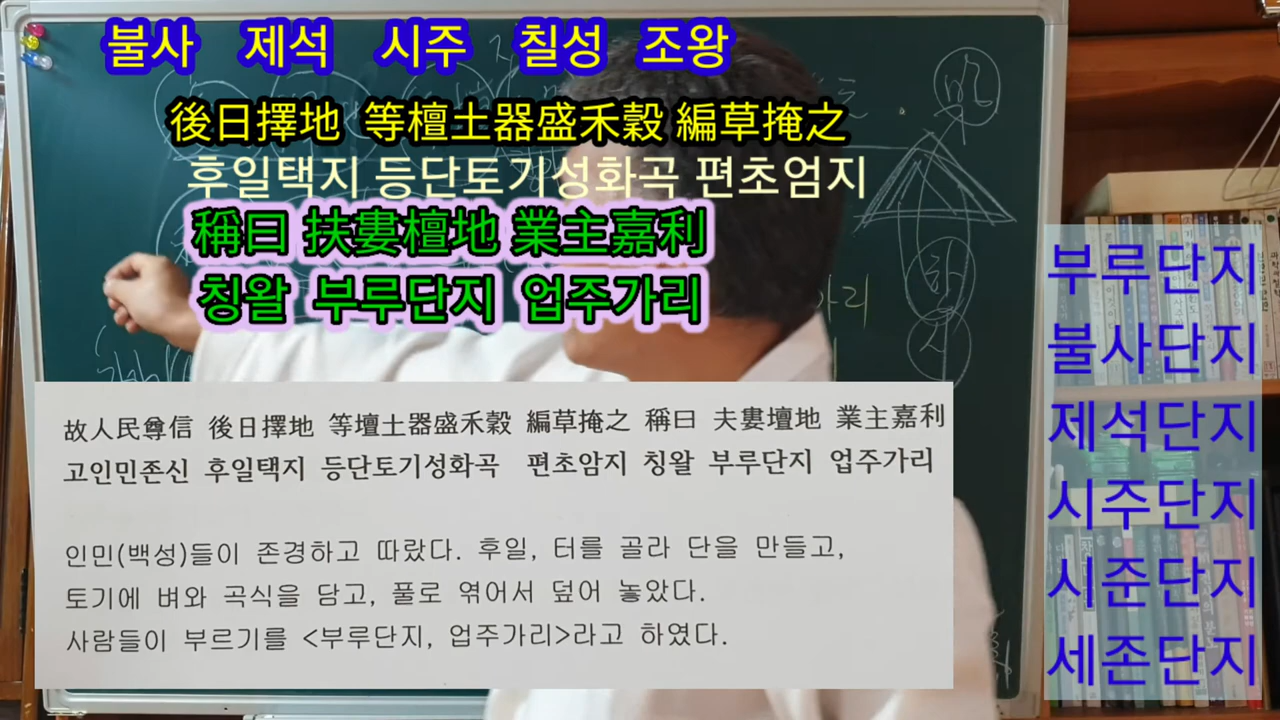 불사 제석 시주 칠성 조왕
後日擇地 等檀土器盛禾穀 編草掩之
후일택지 등단토기성화곡 편초엄지
稱曰 扶婁檀地 業主嘉利
칭왈 부루단지 업주가리
가리
故人民尊信 後日擇地 等壇土器盛禾穀 編草掩之 稱曰 夫婁壇地 業主嘉利
고인민존신 후일택지 등단토기성화곡 편초암지 칭왈 부루단지 업주가리
인민(백성)들이 존경하고 따랐다. 후일, 터를 골라 단을 만들고,
토기에 벼와 곡식을 담고, 풀로 엮어서 덮어 놓았다.
사람들이 부르기를 <부루단지, 업주가리>라고 하였다.
부류단지
불사단지
제석단지
시주단지
시준단지
세존단지